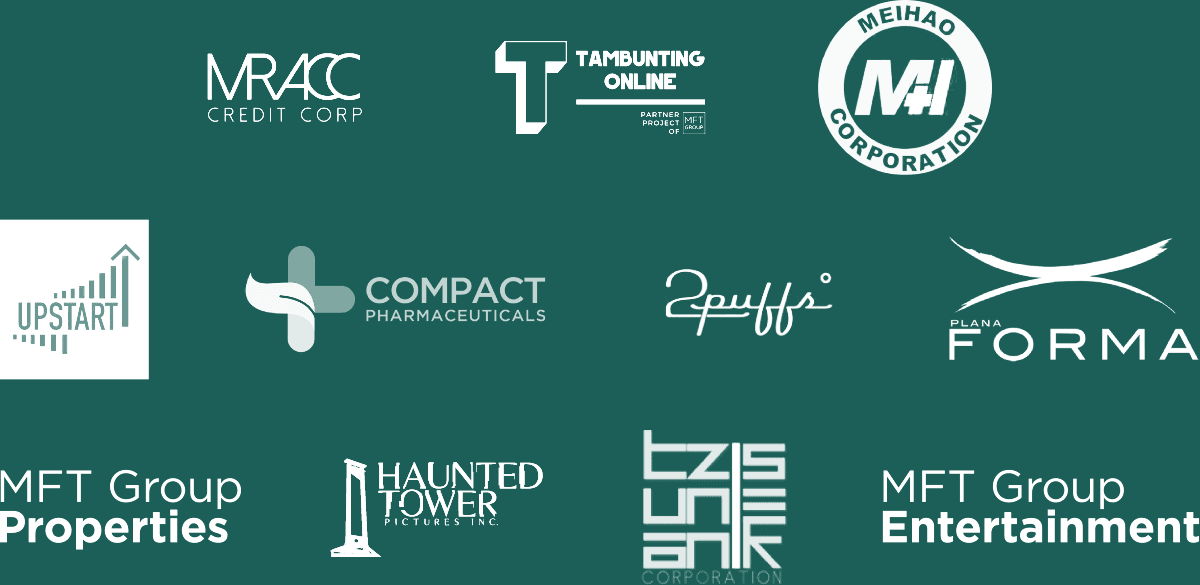 MRACC
CREDIT CORP
T
TAMBUNTING
ONLINE
PARTNER
PROJECT
OF
MFT
GROUP
MEIHAO
MH
CORPORATION
UPSTART
COMPACT
PHARMACEUTICALS
2puffs
PLANA
FORMA
MFT Group
Properties
HAUNTED
TOWER
PICTURES INC.
CORPORATION
MFT Group
Entertainment